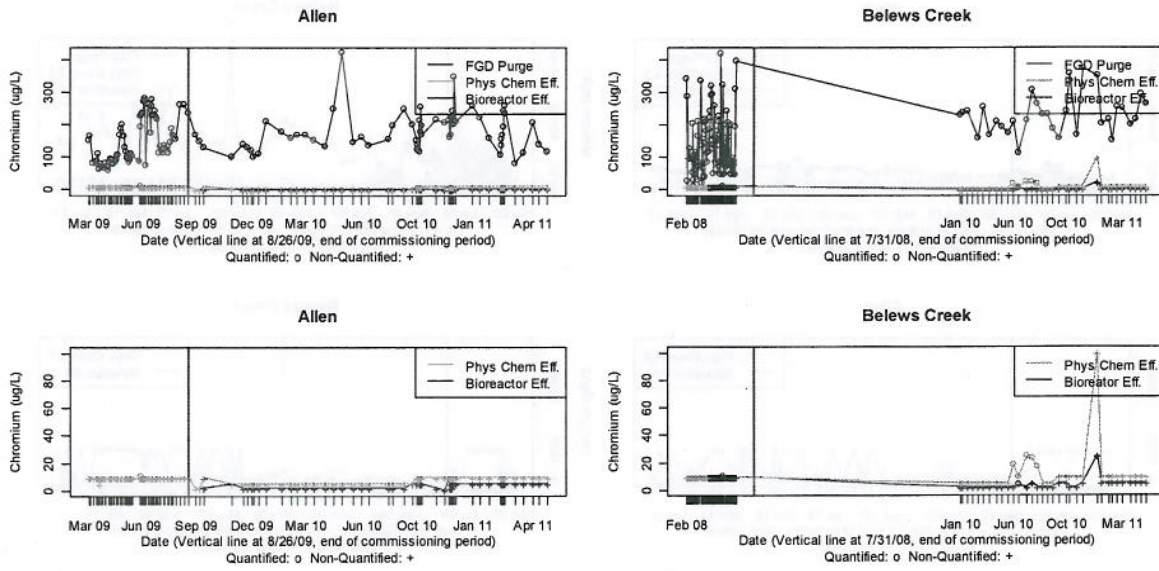 Allen
Chromium (ug/L)
300
100
0
FGD Purge
Phys Chem Eff.
Bioreactor Eff.
Mar 09 Jun 09 Sep 09 Dec 09 Mar 10 Jun 10 Oct 10 Jan 11 Apr 11
Date (Vertical line at 8/26/09, end of commissioning period)
Quantified: o Non-Quantified: +
Belews Creek
Chromium (ug/L)
300
100
0
FGD Purge
Phys Chem Eff.
Bioreactor Eff.
Feb 08 Jan 10 Jun 10 Oct 10 Mar 11
Date (Vertical line at 7/31/08, end of commissioning period)
Quantified: o Non-Quantified: +
Allen
Chromium (ug/L)
80
60
40
20
0
Phys Chem Eff.
Bioreactor Eff.
Mar 09 Jun 09 Sep 09 Dec 09 Mar 10 Jun 10 Oct 10 Jan 11 Apr 11
Date (Vertical line at 8/26/09, end of commissioning period)
Quantified: o Non-Quantified: +
Belews Creek
Chromium (ug/L)
80
60
40
20
0
Phys Chem Eff.
Bioreator Eff.
Feb 08 Jan 10 Jun 10 Oct 10 Mar 11
Date (Vertical line at 7/31/08, end of commissioning period)
Quantified: o Non-Quantified: +